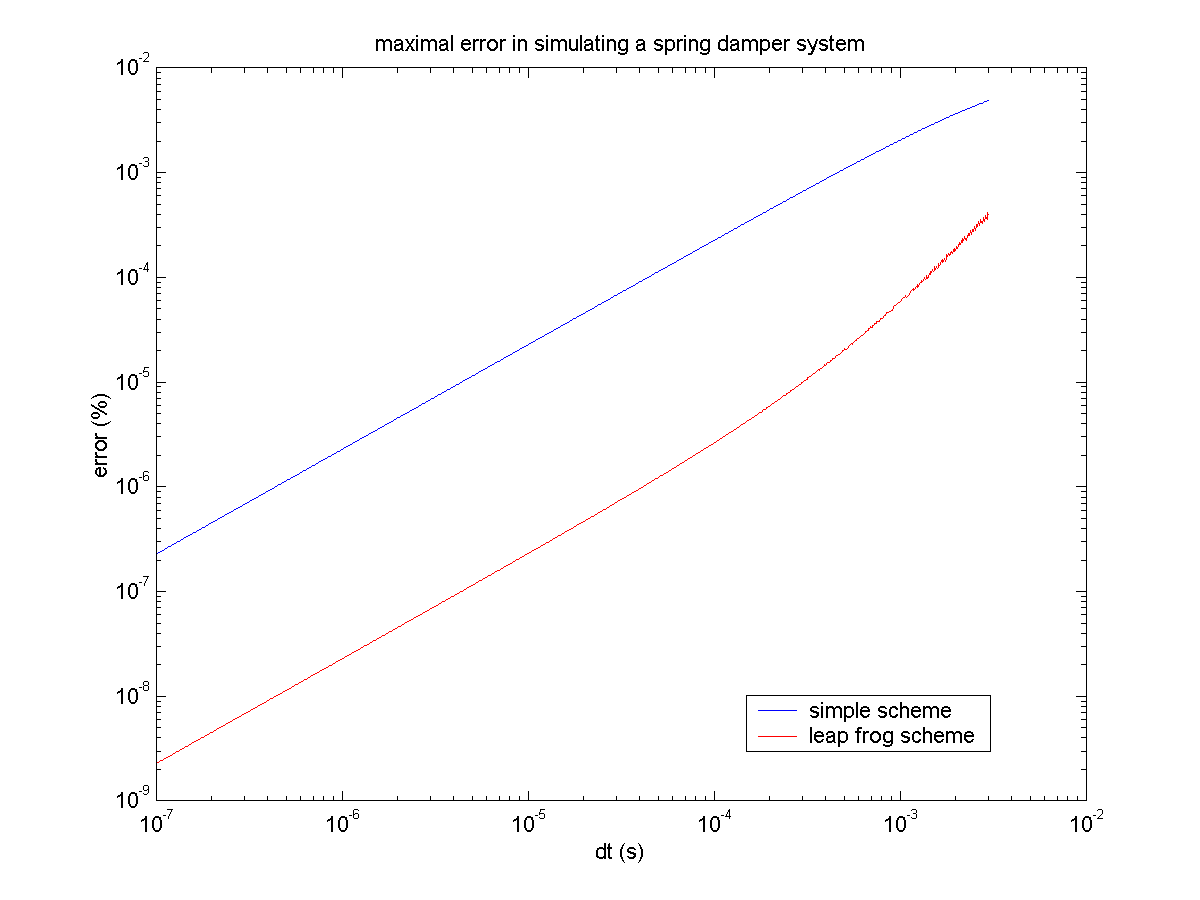 maximal error in simulating a spring damper system
10^-2
10^-3
10^-4
10^-5
10^-6
10^-7
10^-8
10^-9
error (%)
simple scheme
leap frog scheme
10^-7
10^-6
10^-5
10^-4
10^-3
10^-2
dt (s)